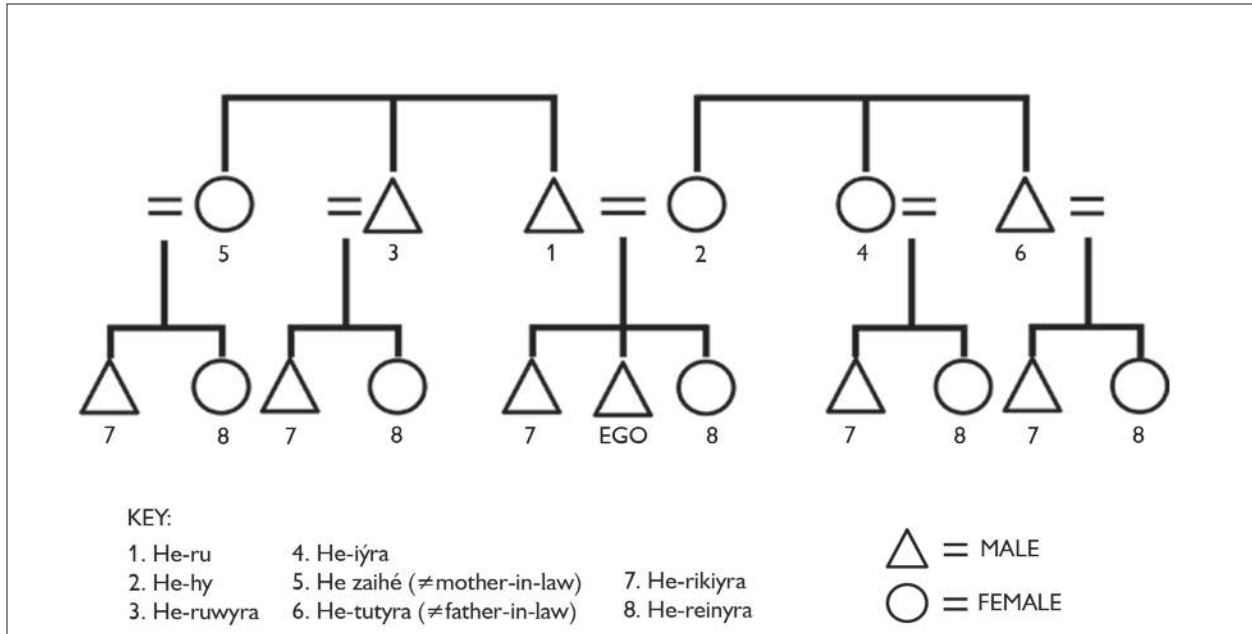 = 5 = 3 1 = 2 4 = 6 =
7 8 7 8 7 EGO 8 7 8 7 8
KEY:
1. He-ru 4. He-iýra
2. He-hy 5. He zaihé (≠mother-in-law) 7. He-rikiyra
3. He-ruwyra 6. He-tutyra (≠father-in-law) 8. He-reinyra
= MALE
= FEMALE